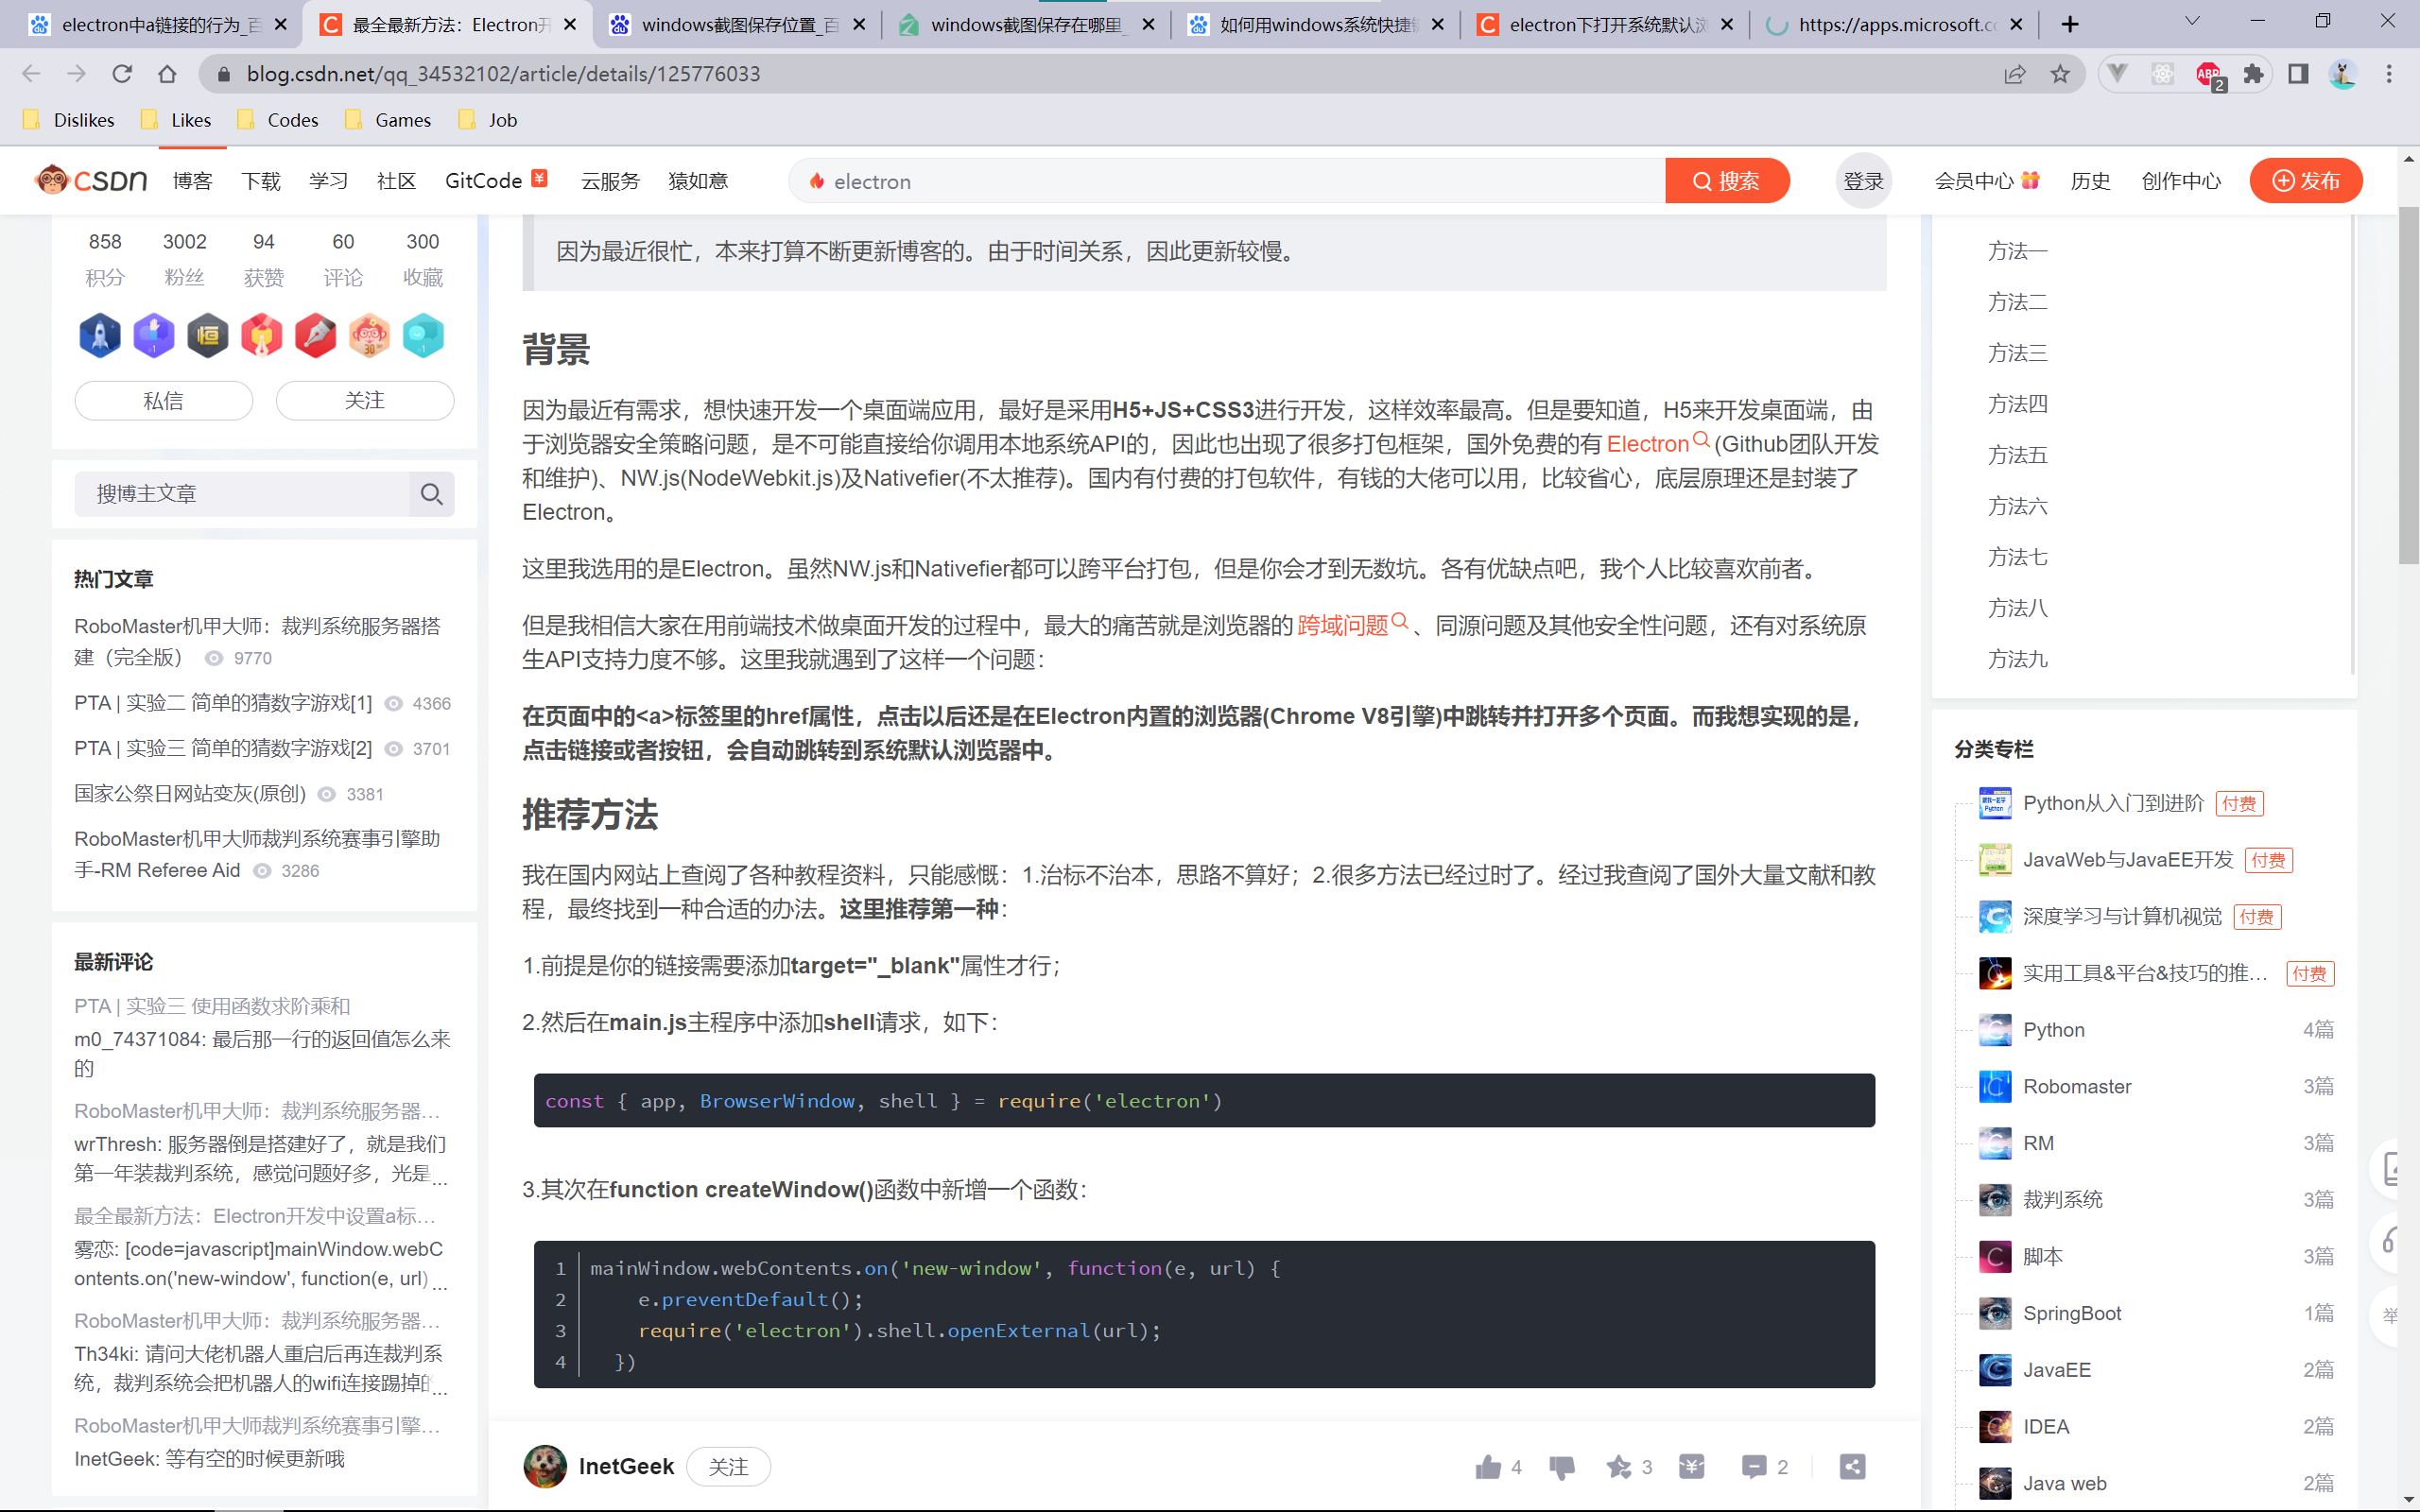 electron中a链接的行为_百
最全最新方法：Electron开
windows截图保存位置_百
windows截图保存在哪里_
如何用windows系统快捷
electron下打开系统默认浏
https://apps.microsoft.co
blog.csdn.net/qq_34532102/article/details/125776033
ABP
2
Dislikes
Likes
Codes
Games
Job
CSDN
博客
下载
学习
社区
GitCode
云服务
猿如意
electron
搜索
登录
会员中心
历史
创作中心
发布
858
3002
94
60
300
积分
粉丝
获赞
评论
收藏
私信
关注
搜博主文章
热门文章
RoboMaster机甲大师：裁判系统服务器搭
建（完全版） 9770
PTA | 实验二 简单的猜数字游戏[1] 4366
PTA | 实验三 简单的猜数字游戏[2] 3701
国家公祭日网站变灰(原创) 3381
RoboMaster机甲大师裁判系统赛事引擎助
手-RM Referee Aid 3286
最新评论
PTA | 实验三 使用函数求阶乘和
m0_74371084: 最后那一行的返回值怎么来
的
RoboMaster机甲大师：裁判系统服务器...
wrThresh: 服务器倒是搭建好了，就是我们
第一年装裁判系统，感觉问题好多，光是...
最全最新方法：Electron开发中设置a标...
雾恋: [code=javascript]mainWindow.webC
ontents.on('new-window', function(e, url) ...
RoboMaster机甲大师：裁判系统服务器...
Th34ki: 请问大佬机器人重启后再连裁判系
统，裁判系统会把机器人的wifi连接踢掉的...
RoboMaster机甲大师裁判系统赛事引擎...
InetGeek: 等有空的时候更新哦
因为最近很忙，本来打算不断更新博客的。由于时间关系，因此更新较慢。
背景
因为最近有需求，想快速开发一个桌面端应用，最好是采用H5+JS+CSS3进行开发，这样效率最高。但是要知道，H5来开发桌面端，由
于浏览器安全策略问题，是不可能直接给你调用本地系统API的，因此也出现了很多打包框架，国外免费的有 Electron (Github团队开发
和维护)、NW.js(NodeWebkit.js)及Nativefier(不太推荐)。国内有付费的打包软件，有钱的大佬可以用，比较省心，底层原理还是封装了
Electron。
这里我选用的是Electron。虽然NW.js和Nativefier都可以跨平台打包，但是你会才到无数坑。各有优缺点吧，我个人比较喜欢前者。
但是我相信大家在用前端技术做桌面开发的过程中，最大的痛苦就是浏览器的 跨域问题 、同源问题及其他安全性问题，还有对系统原
生API支持力度不够。这里我就遇到了这样一个问题：
在页面中的<a>标签里的href属性，点击以后还是在Electron内置的浏览器(Chrome V8引擎)中跳转并打开多个页面。而我想实现的是，
点击链接或者按钮，会自动跳转到系统默认浏览器中。
推荐方法
我在国内网站上查阅了各种教程资料，只能感慨：1.治标不治本，思路不算好；2.很多方法已经过时了。经过我查阅了国外大量文献和教
程，最终找到一种合适的办法。这里推荐第一种：
1.前提是你的链接需要添加target="_blank"属性才行；
2.然后在main.js主程序中添加shell请求，如下：
const { app, BrowserWindow, shell } = require('electron')
3.其次在function createWindow()函数中新增一个函数：
1 mainWindow.webContents.on('new-window', function(e, url) {
2 e.preventDefault();
3 require('electron').shell.openExternal(url);
4 })
InetGeek
关注
4
3
2
方法一
方法二
方法三
方法四
方法五
方法六
方法七
方法八
方法九
分类专栏
Python从入门到进阶 付费
JavaWeb与JavaEE开发 付费
深度学习与计算机视觉 付费
实用工具&平台&技巧的推... 付费
Python 4篇
Robomaster 3篇
RM 3篇
裁判系统 3篇
脚本 3篇
SpringBoot 1篇
JavaEE 2篇
IDEA 2篇
Java web 2篇